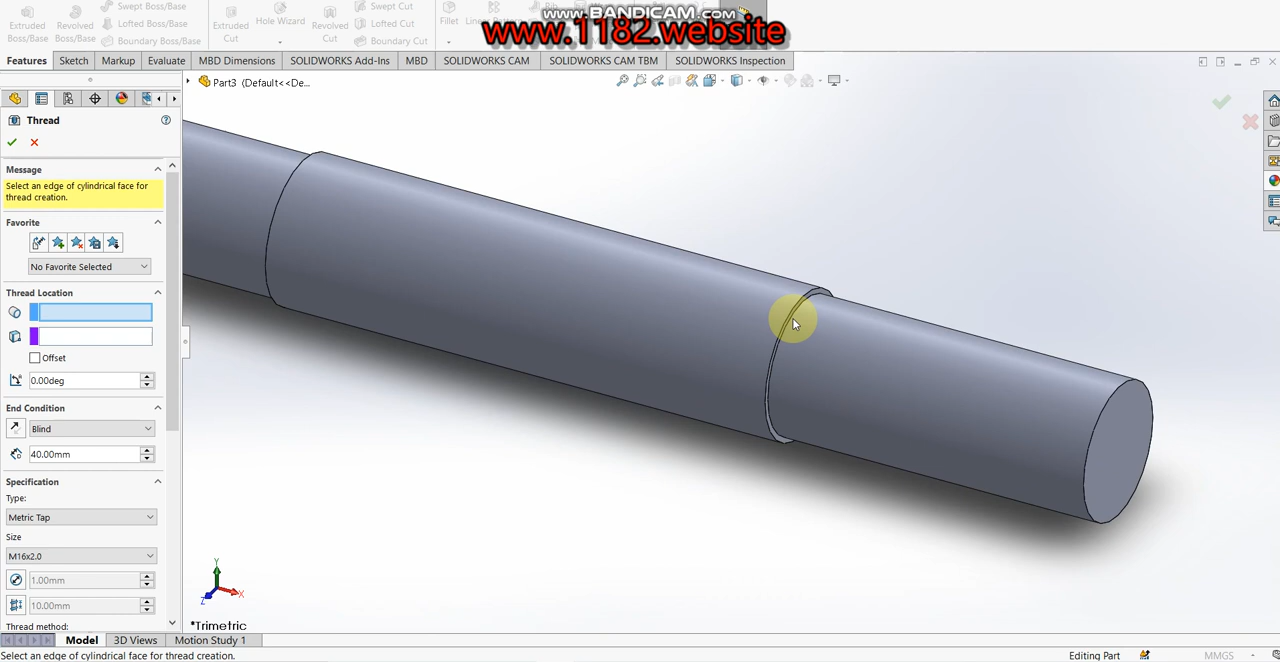 www.BANDICAM.com
www.1182.website
Extruded Boss/Base
Revolved Boss/Base
Swept Boss/Base
Lofted Boss/Base
Boundary Boss/Base
Extruded Cut
Hole Wizard
Revolved Cut
Swept Cut
Lofted Cut
Boundary Cut
Fillet
Features
Sketch
Markup
Evaluate
MBD Dimensions
SOLIDWORKS Add-Ins
MBD
SOLIDWORKS CAM
SOLIDWORKS CAM TBM
SOLIDWORKS Inspection
Part3 (Default<<De...
Thread
Message
Select an edge of cylindrical face for
thread creation.
Favorite
No Favorite Selected
Thread Location
Offset
0.00deg
End Condition
Blind
40.00mm
Specification
Type:
Metric Tap
Size
M16x2.0
1.00mm
10.00mm
Thread method:
Y
X
Z
*Trimetric
Model
3D Views
Motion Study 1
Select an edge of cylindrical face for thread creation.
Editing Part
MMGS